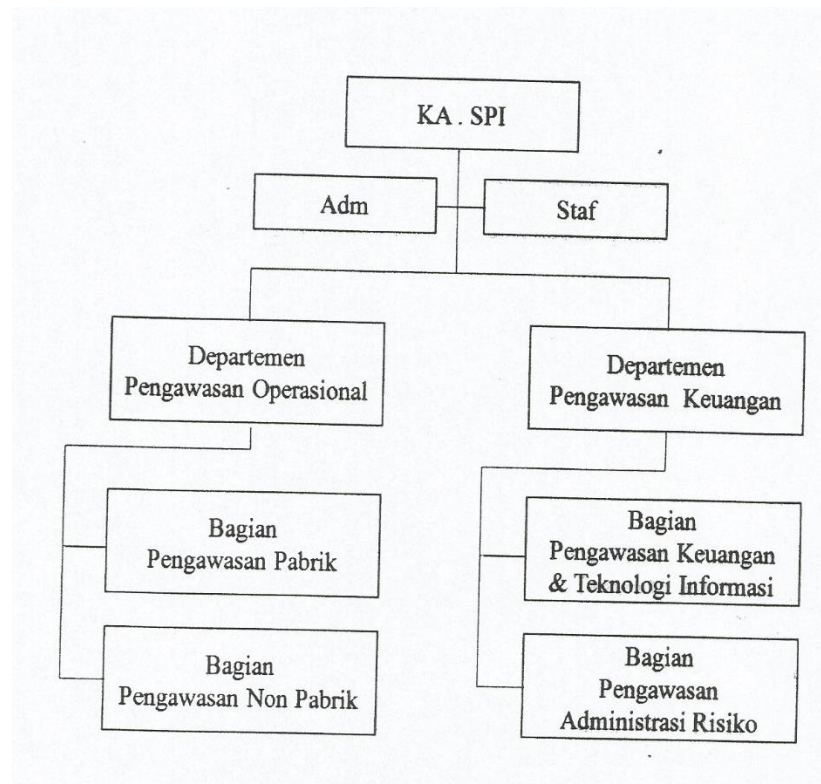 KA . SPI
Adm
Staf
Departemen
Pengawasan Operasional
Departemen
Pengawasan Keuangan
Bagian
Pengawasan Pabrik
Bagian
Pengawasan Keuangan
& Teknologi Informasi
Bagian
Pengawasan Non Pabrik
Bagian
Pengawasan
Administrasi Risiko